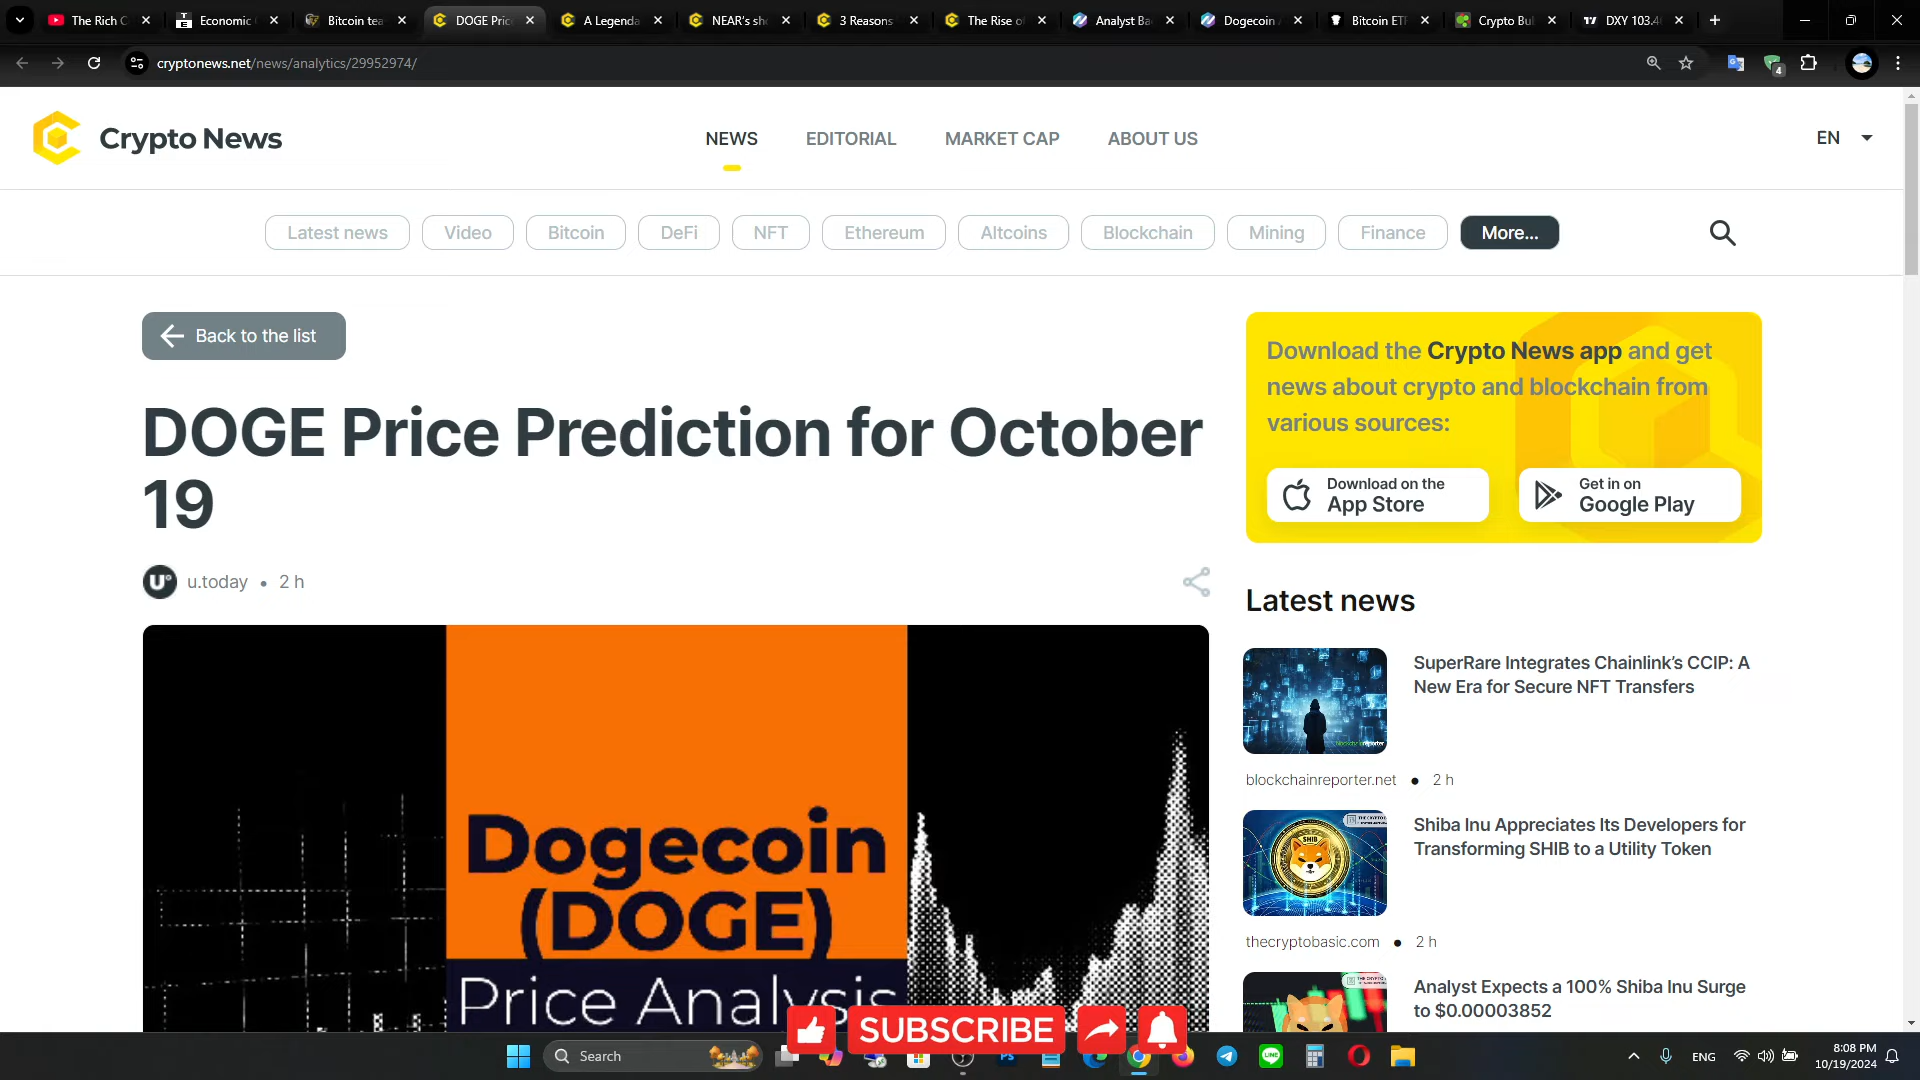 The Rich C
Economic C
Bitcoin tea
DOGE Pric
A Legenda
NEAR's sh
3 Reasons
The Rise o
Analyst Ba
Dogecoin
Bitcoin ETF
Crypto Bul
DXY 103.4
cryptonews.net/news/analytics/29952974/
4
Crypto News
NEWS
EDITORIAL
MARKET CAP
ABOUT US
EN
Latest news
Video
Bitcoin
DeFi
NFT
Ethereum
Altcoins
Blockchain
Mining
Finance
More...
Back to the list
DOGE Price Prediction for October
19
u.today • 2 h
Dogecoin
(DOGE)
Price Analysis
Download the Crypto News app and get
news about crypto and blockchain from
various sources:
Download on the
App Store
Get in on
Google Play
Latest news
SuperRare Integrates Chainlink's CCIP: A
New Era for Secure NFT Transfers
blockchainreporter.net • 2 h
Shiba Inu Appreciates Its Developers for
Transforming SHIB to a Utility Token
thecryptobasic.com • 2 h
Analyst Expects a 100% Shiba Inu Surge
to $0.00003852
SUBSCRIBE
Search
ENG
8:08 PM
10/19/2024